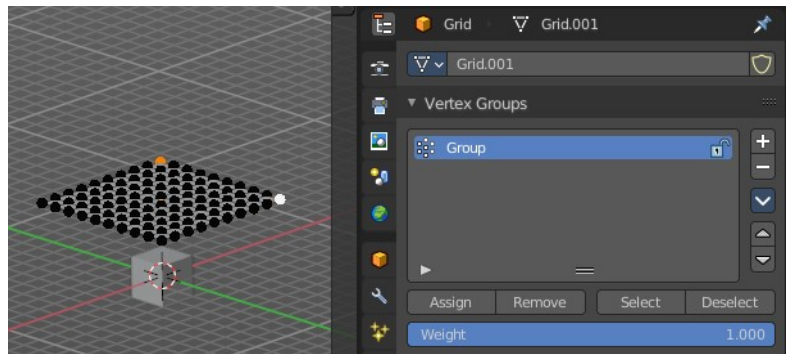 Grid Grid.001
Grid.001
Vertex Groups
Group
Assign Remove Select Deselect
Weight 1.000